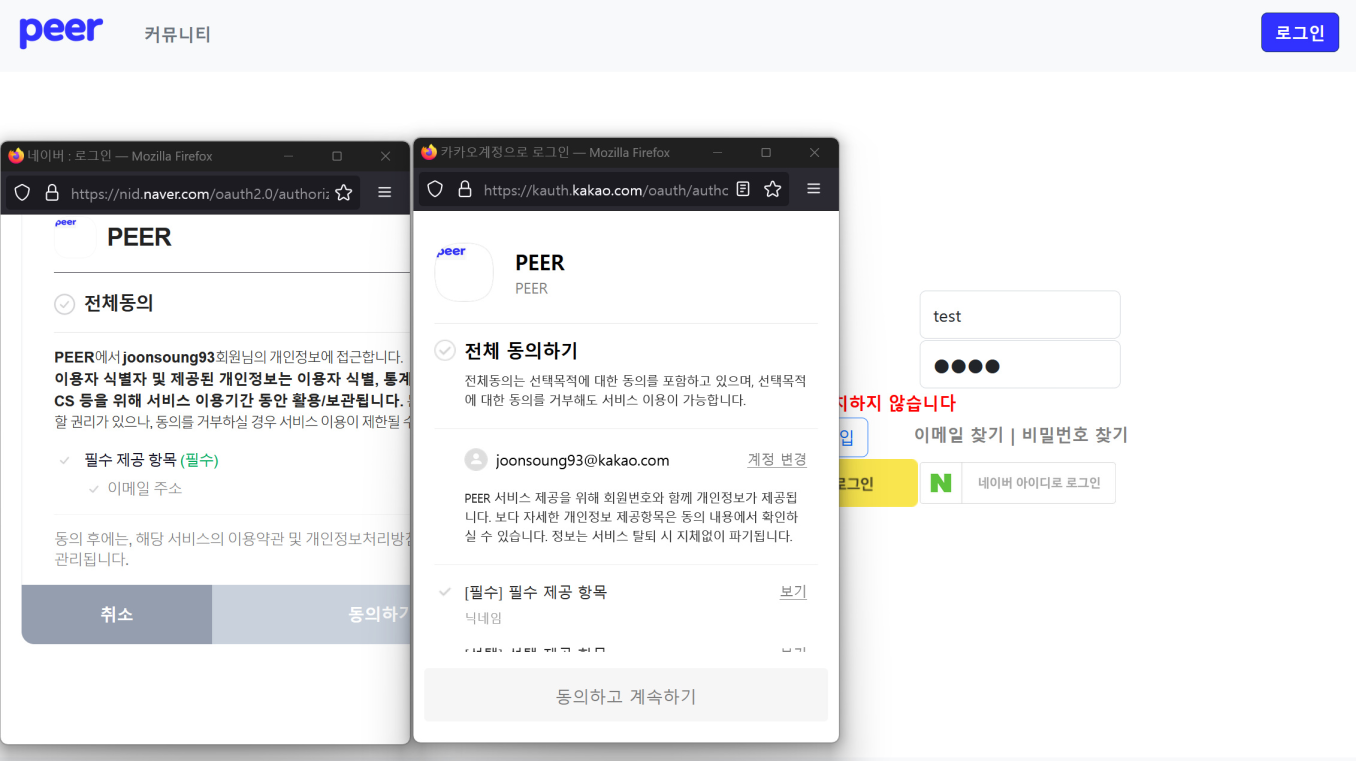 peer
커뮤니티
로그인
네이버 : 로그인 — Mozilla Firefox
https://nid.naver.com/oauth2.0/authoriz
peer
PEER
전체동의
PEER에서 joonsoung93회원님의 개인정보에 접근합니다.
이용자 식별자 및 제공된 개인정보는 이용자 식별, 통계
CS 등을 위해 서비스 이용기간 동안 활용/보관됩니다.
할 권리가 있으나, 동의를 거부하실 경우 서비스 이용이 제한될 수
필수 제공 항목 (필수)
이메일 주소
동의 후에는, 해당 서비스의 이용약관 및 개인정보처리방침
관리됩니다.
취소
동의하기
카카오계정으로 로그인 — Mozilla Firefox
https://kauth.kakao.com/oauth/authc
peer
PEER
PEER
전체 동의하기
전체동의는 선택목적에 대한 동의를 포함하고 있으며, 선택목적
에 대한 동의를 거부해도 서비스 이용이 가능합니다.
joonsoung93@kakao.com
계정 변경
PEER 서비스 제공을 위해 회원번호와 함께 개인정보가 제공됩
니다. 보다 자세한 개인정보 제공항목은 동의 내용에서 확인하
실 수 있습니다. 정보는 서비스 탈퇴 시 지체없이 파기됩니다.
[필수] 필수 제공 항목
보기
닉네임
[선택] 선택 제공 항목
보기
동의하고 계속하기
test
치하지 않습니다
입
이메일 찾기 | 비밀번호 찾기
로그인
N
네이버 아이디로 로그인